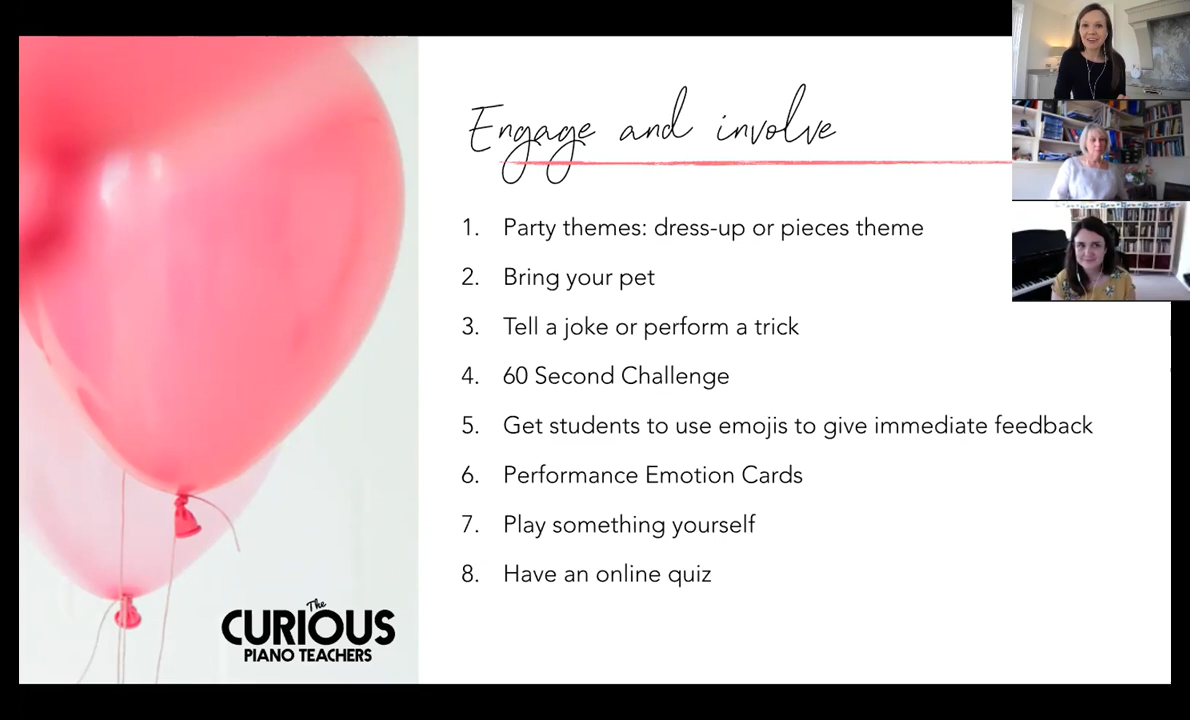 Engage and involve
1. Party themes: dress-up or pieces theme
2. Bring your pet
3. Tell a joke or perform a trick
4. 60 Second Challenge
5. Get students to use emojis to give immediate feedback
6. Performance Emotion Cards
7. Play something yourself
8. Have an online quiz
The
CURIOUS
PIANO TEACHERS